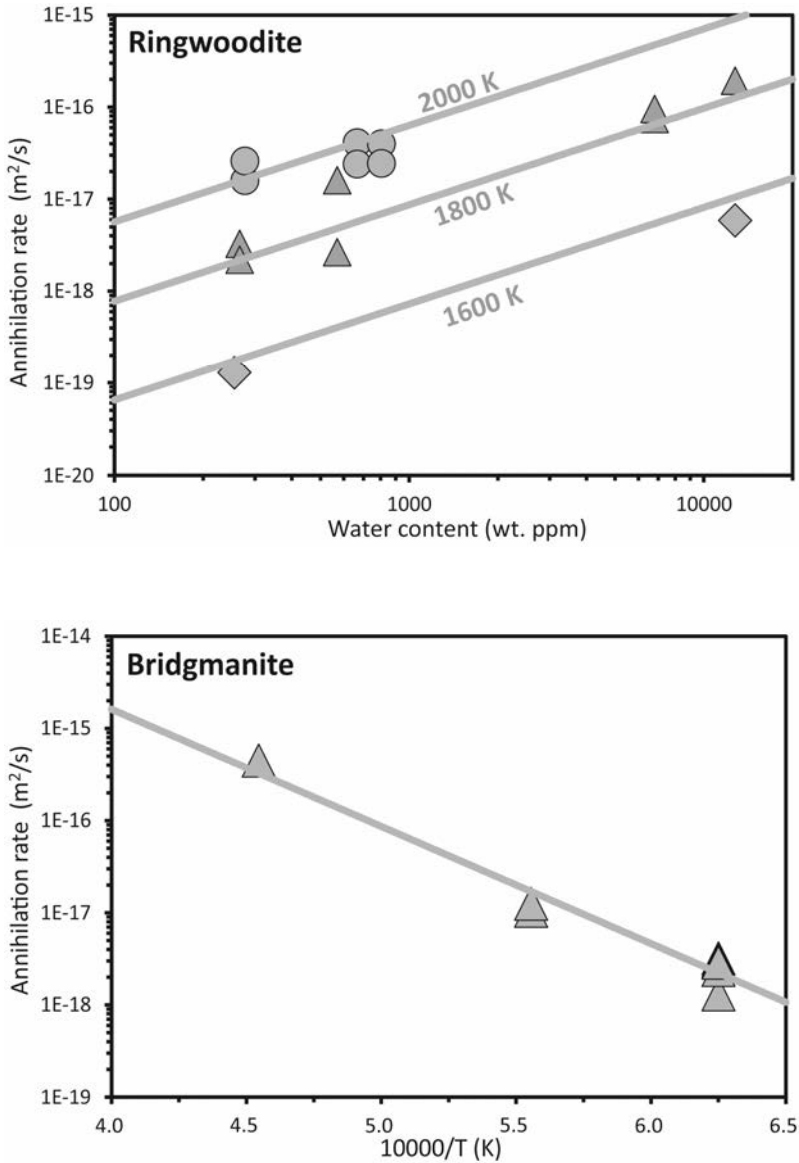 Ringwoodite
1E-15
1E-16
1E-17
1E-18
1E-19
1E-20
Annihilation rate (m²/s)
2000 K
1800 K
1600 K
100
1000
10000
Water content (wt. ppm)
Bridgmanite
1E-14
1E-15
1E-16
1E-17
1E-18
1E-19
Annihilation rate (m²/s)
4.0
4.5
5.0
5.5
6.0
6.5
10000/T (K)